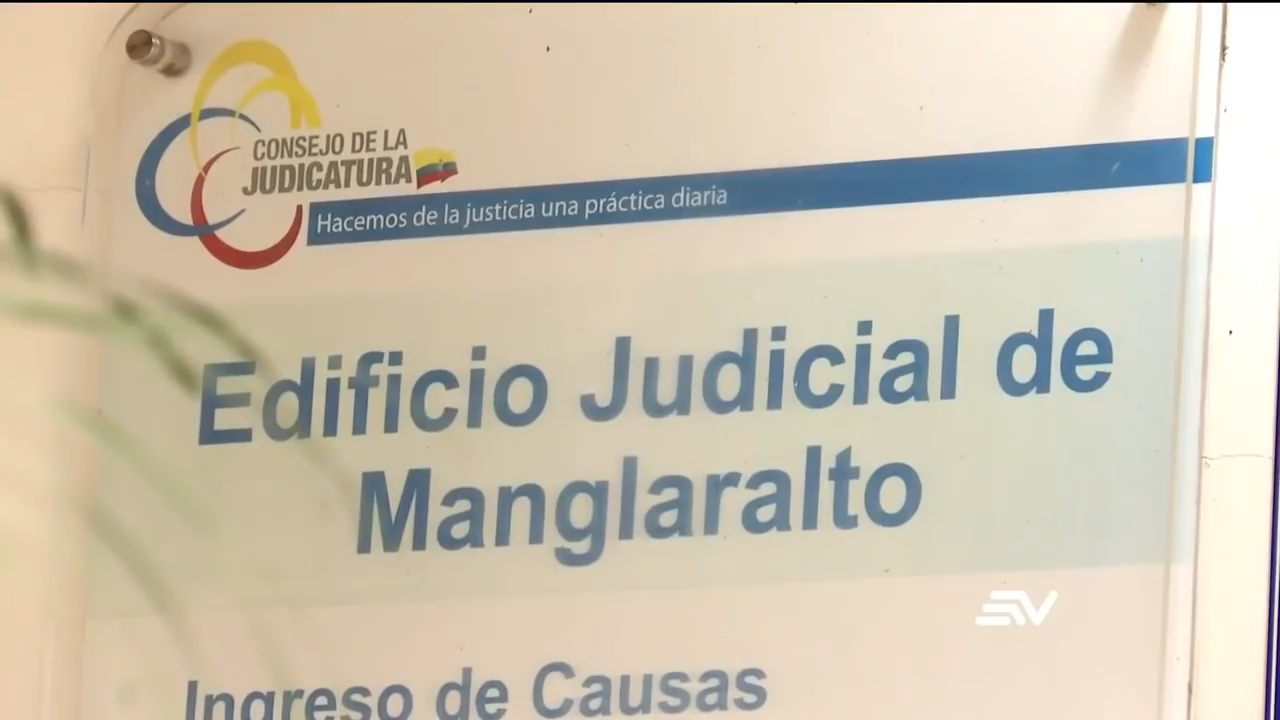 CONSEJO DE LA
JUDICATURA
Hacemos de la justicia una práctica diaria
Edificio Judicial de
Manglaralto
Ingreso de Causas